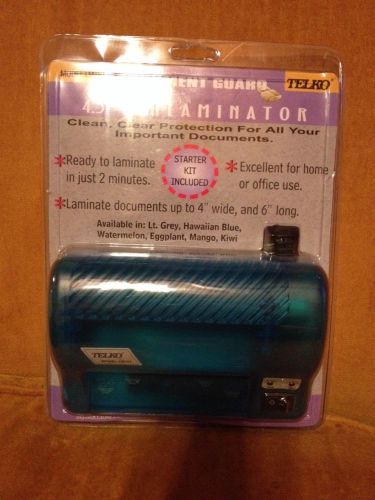 GUARD
TELKO
LAMINATOR
Clean, Clear Protection For All Your
Important Documents.
Ready to laminate
in just 2 minutes.
STARTER
KIT
INCLUDED
Excellent for home
or office use.
Laminate documents up to 4" wide, and 6" long.
Available in: Lt. Grey, Hawaiian Blue,
Watermelon, Eggplant, Mango, Kiwi
TELKO